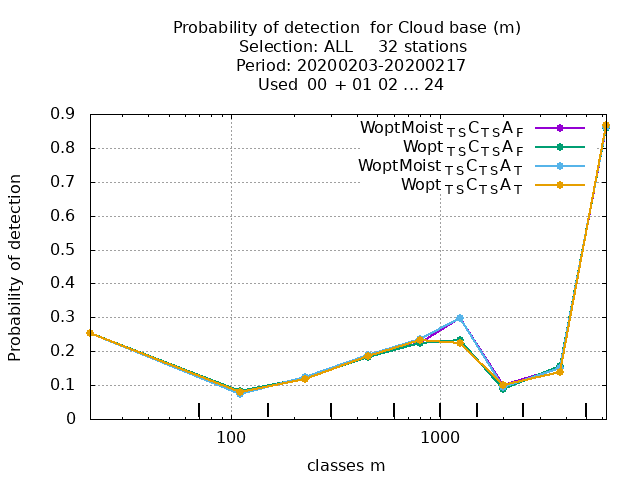 Probability of detection  for Cloud base (m)
Selection: ALL     32 stations
Period: 20200203-20200217
Used  00  + 01 02 ... 24
WoptMoist TS C TS A F
Wopt TS C TS A F
WoptMoist TS C TS A T
Wopt TS C TS A T
Probability of detection
0.9
0.8
0.7
0.6
0.5
0.4
0.3
0.2
0.1
0
100 1000
classes m